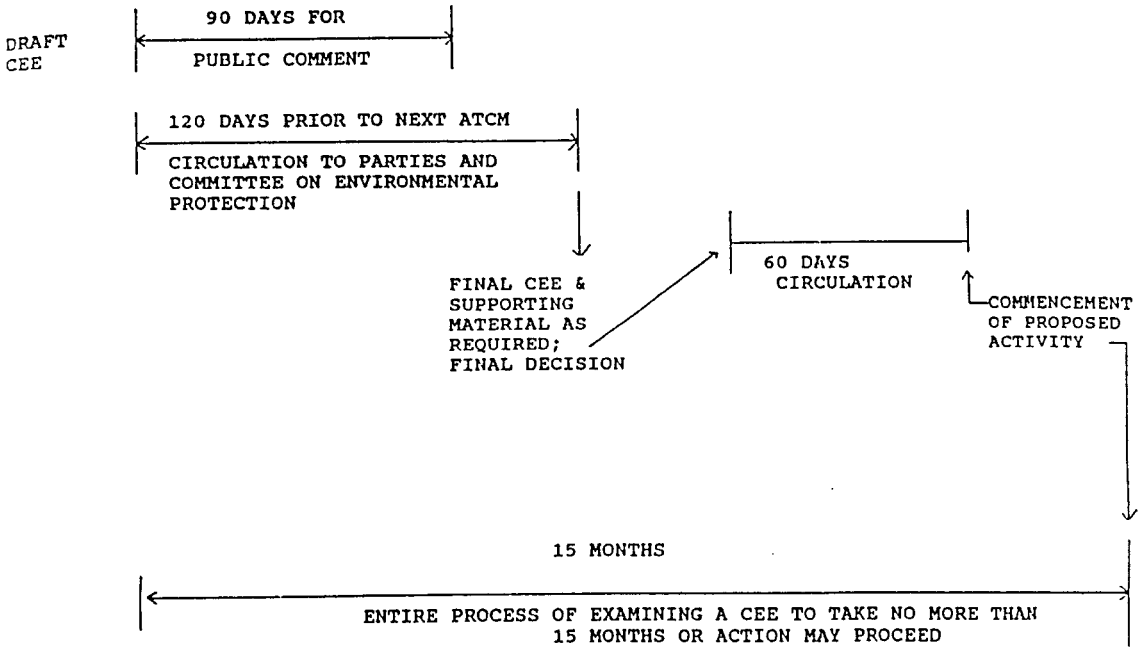 DRAFT
CEE
90 DAYS FOR
PUBLIC COMMENT
120 DAYS PRIOR TO NEXT ATCM
CIRCULATION TO PARTIES AND
COMMITTEE ON ENVIRONMENTAL
PROTECTION
FINAL CEE &
SUPPORTING
MATERIAL AS
REQUIRED;
FINAL DECISION
60 DAYS
CIRCULATION
COMMENCEMENT
OF PROPOSED
ACTIVITY
15 MONTHS
ENTIRE PROCESS OF EXAMINING A CEE TO TAKE NO MORE THAN
15 MONTHS OR ACTION MAY PROCEED